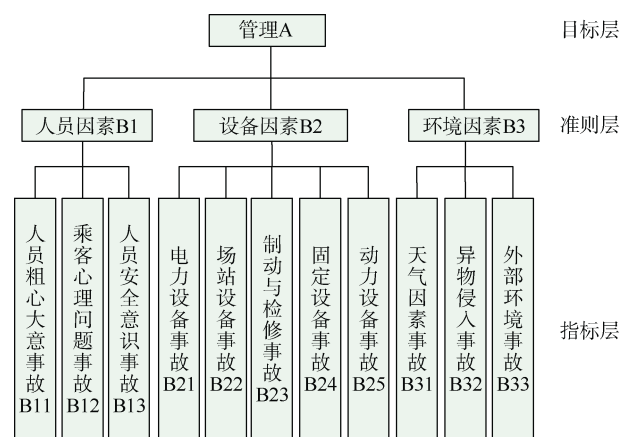 管理A
目标层
人员因素B1
设备因素B2
环境因素B3
准则层
人员粗心大意事故B11
乘客心理问题事故B12
人员安全意识事故B13
电力设备事故B21
场站设备事故B22
制动与检修事故B23
固定设备事故B24
动力设备事故B25
天气因素事故B31
异物侵入事故B32
外部环境事故B33
指标层